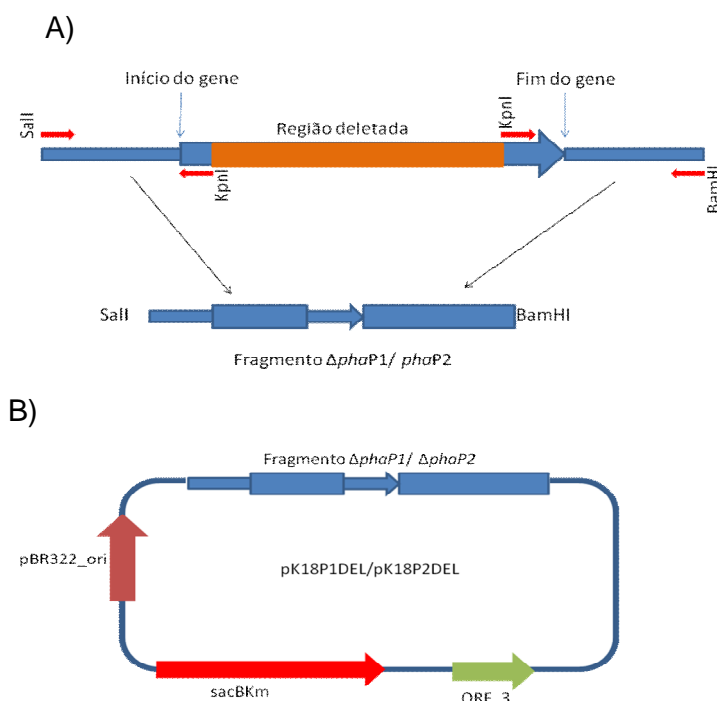 A)
Início do gene
Fim do gene
SalI
KpnI
Região deletada
KpnI
BamHI
SalI
BamHI
Fragmento ΔphaP1/ phaP2
B)
Fragmento ΔphaP1/ ΔphaP2
pBR322_ori
pK18P1DEL/pK18P2DEL
sacBKm
ORF_3